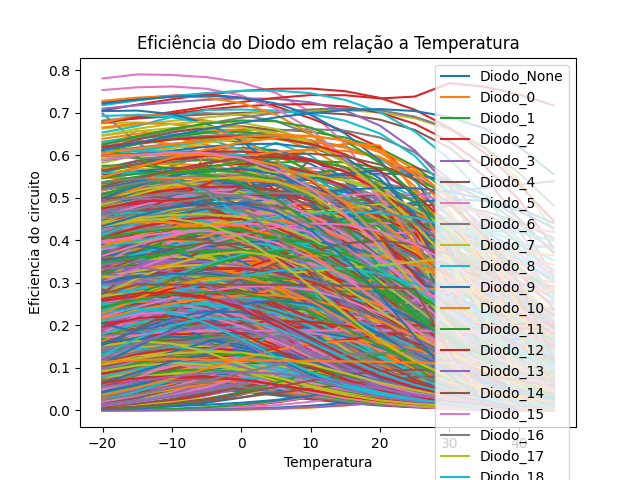 Eficiência do Diodo em relação a Temperatura
Eficiencia do circuito
0.8
0.7
0.6
0.5
0.4
0.3
0.2
0.1
0.0
−20
−10
0
10
20
30
40
Temperatura
Diodo_None
Diodo_0
Diodo_1
Diodo_2
Diodo_3
Diodo_4
Diodo_5
Diodo_6
Diodo_7
Diodo_8
Diodo_9
Diodo_10
Diodo_11
Diodo_12
Diodo_13
Diodo_14
Diodo_15
Diodo_16
Diodo_17
Diodo_18